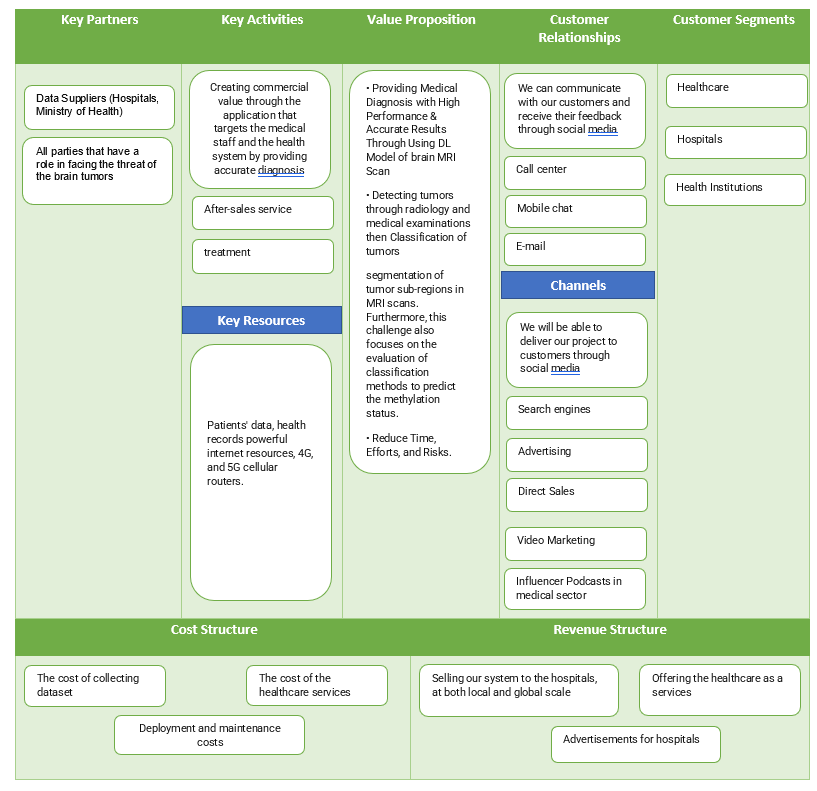 Key Partners
Key Activities
Value Proposition
Customer
Relationships
Customer Segments
Data Suppliers (Hospitals,
Ministry of Health)
All parties that have a
role in facing the threat of
the brain tumors
Creating commercial
value through the
application that
targets the medical
staff and the health
system by providing
accurate diagnosis
After-sales service
treatment
Key Resources
Patients' data, health
records powerful
internet resources, 4G,
and 5G cellular
routers.
• Providing Medical
Diagnosis with High
Performance &
Accurate Results
Through Using DL
Model of brain MRI
Scan
• Detecting tumors
through radiology and
medical examinations
then Classification of
tumors
segmentation of
tumor sub-regions in
MRI scans.
Furthermore, this
challenge also
focuses on the
evaluation of
classification
methods to predict
the methylation
status.
• Reduce Time,
Efforts, and Risks.
We can communicate
with our customers and
receive their feedback
through social media
Call center
Mobile chat
E-mail
Channels
We will be able to
deliver our project to
customers through
social media
Search engines
Advertising
Direct Sales
Video Marketing
Influencer Podcasts in
medical sector
Healthcare
Hospitals
Health Institutions
Cost Structure
The cost of collecting
dataset
The cost of the
healthcare services
Deployment and maintenance
costs
Revenue Structure
Selling our system to the hospitals,
at both local and global scale
Offering the healthcare as a
services
Advertisements for hospitals